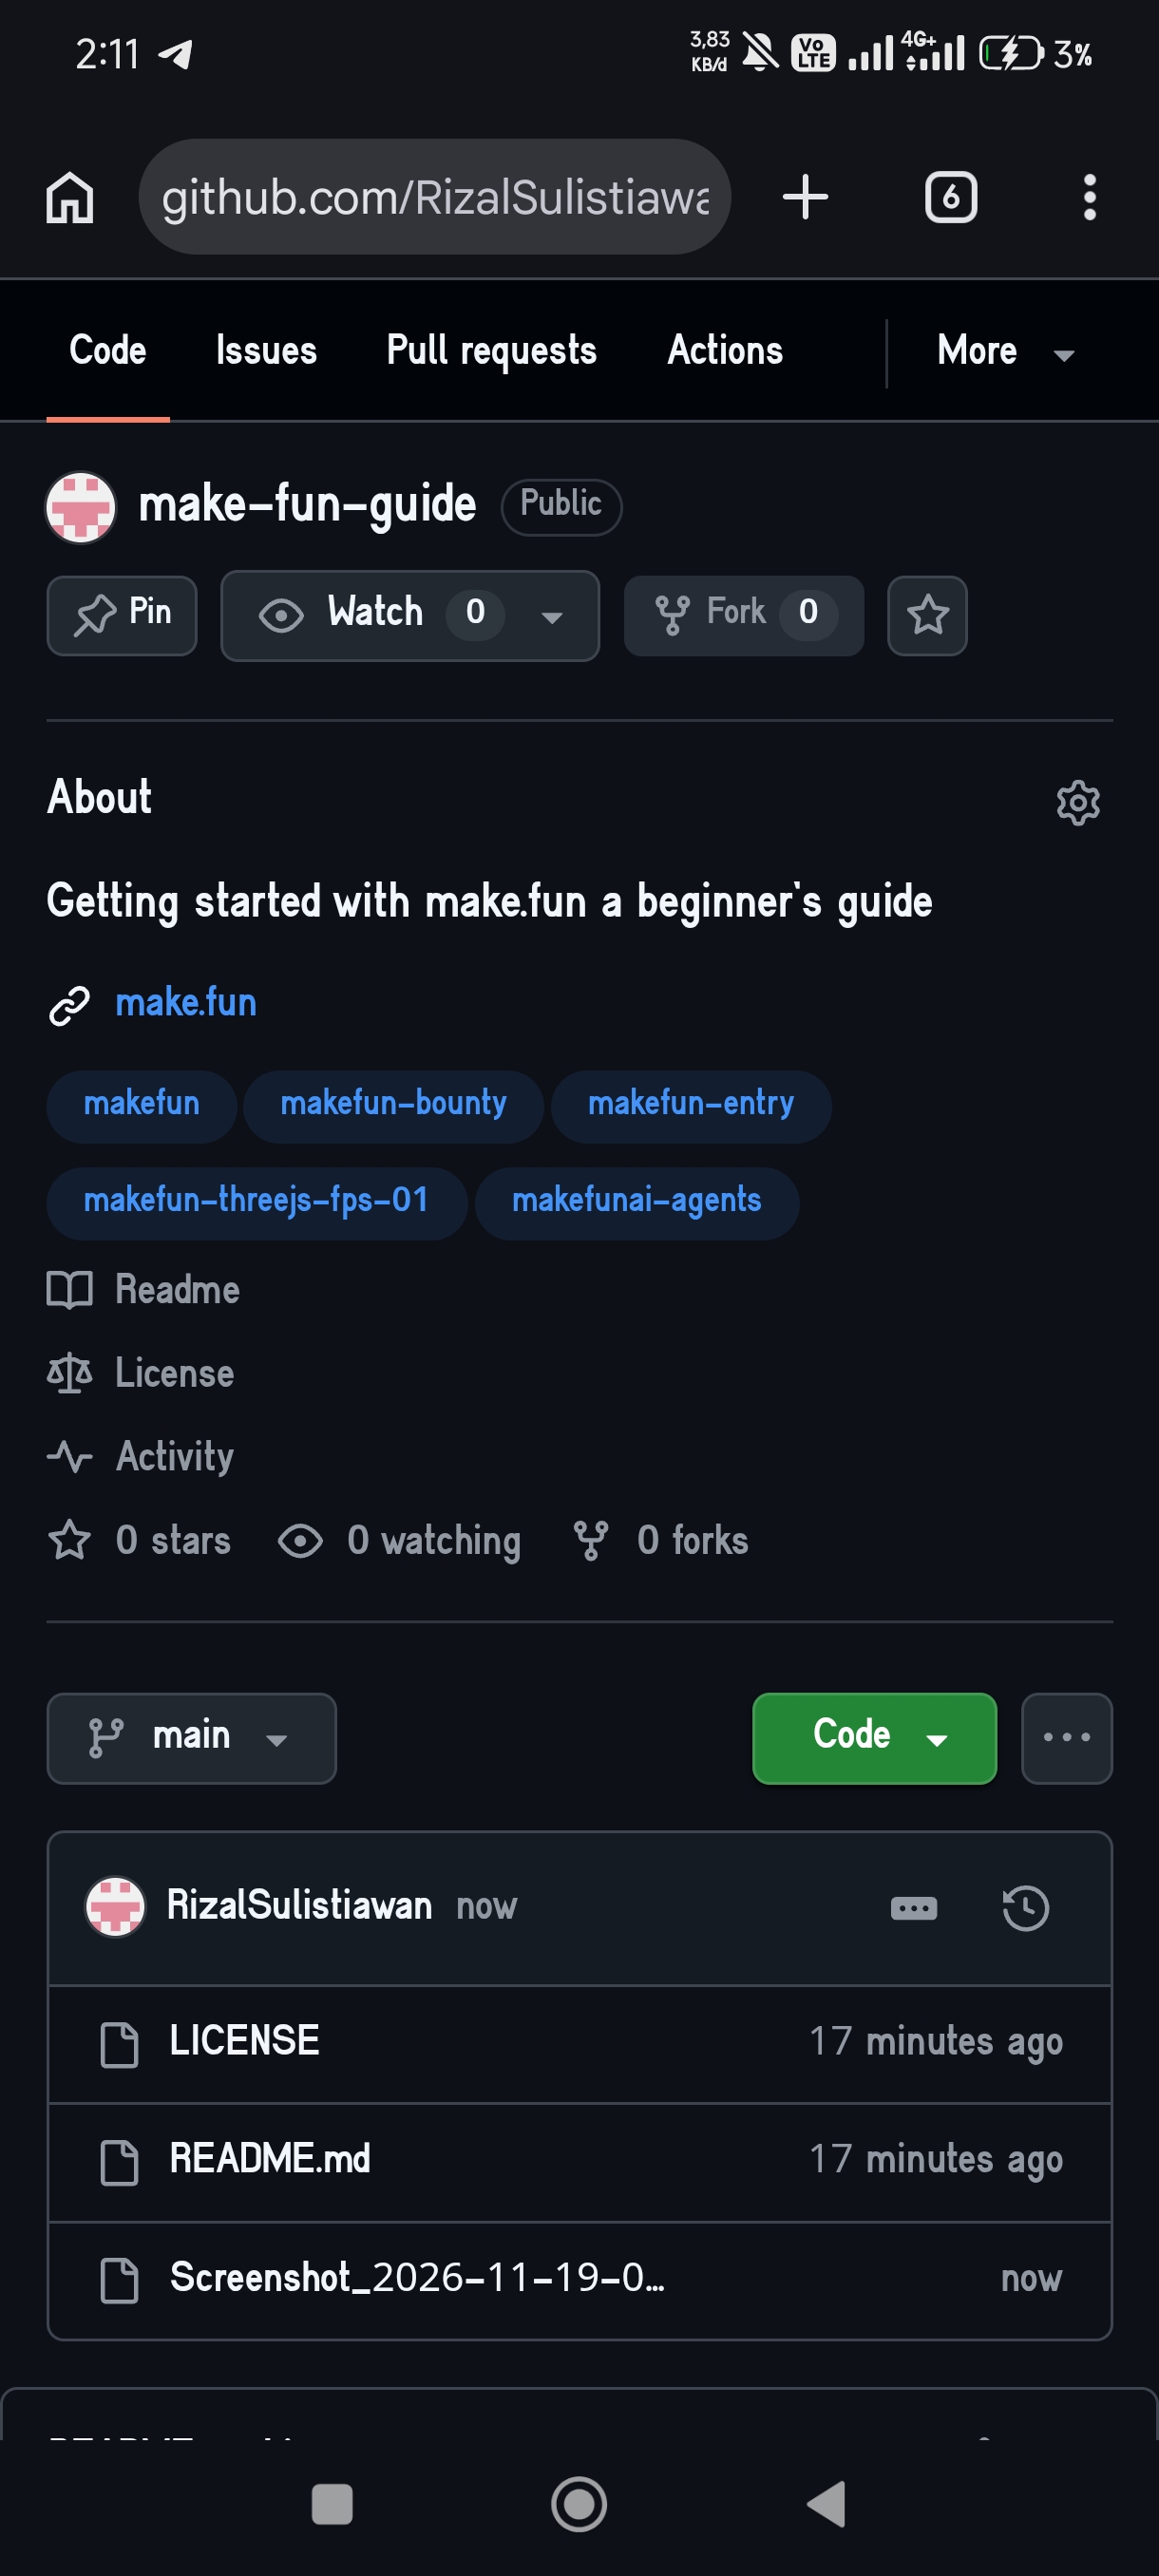 2:11
3,83
KB/d
Vo
LTE
4G+
3%
github.com/RizalSulistiawa
6
Code Issues Pull requests Actions More
make-fun-guide Public
Pin Watch 0 Fork 0
About
Getting started with make.fun a beginner's guide
make.fun
makefun makefun-bounty makefun-entry
makefun-threejs-fps-01 makefunai-agents
Readme
License
Activity
0 stars 0 watching 0 forks
main Code
RizalSulistiawan now
LICENSE 17 minutes ago
README.md 17 minutes ago
Screenshot_2026-11-19-0... now